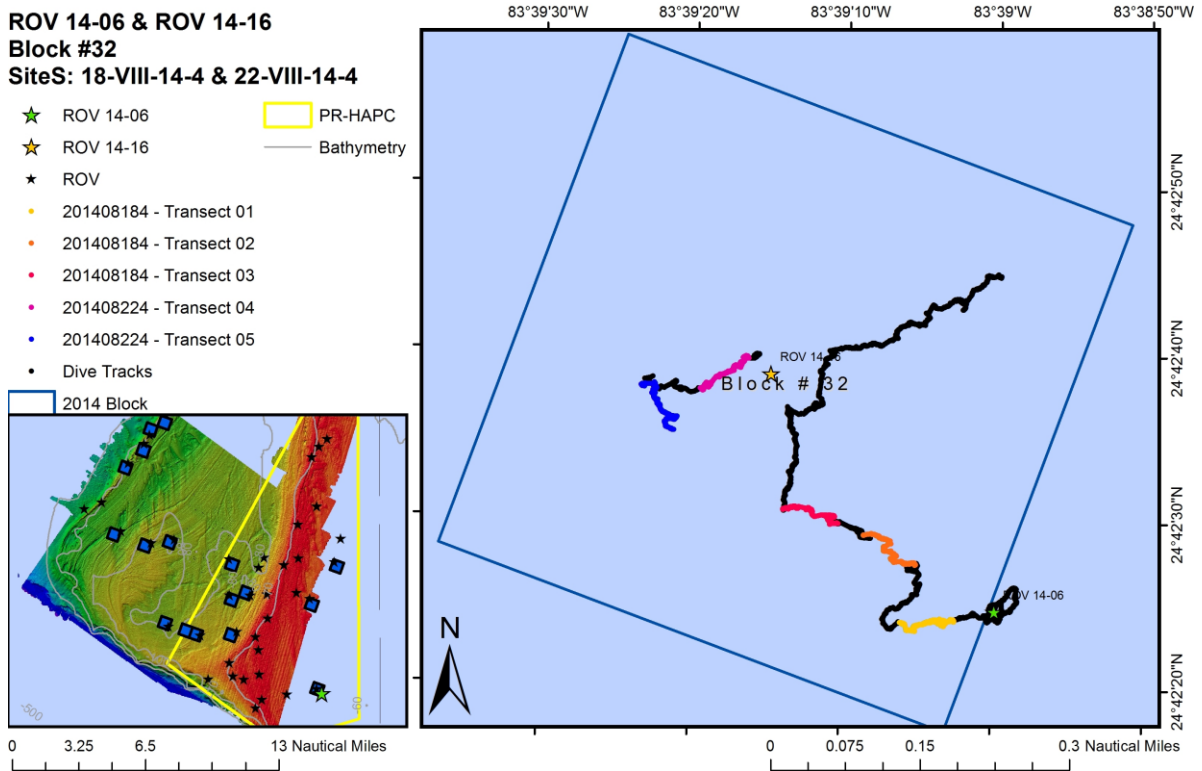 ROV 14-06 & ROV 14-16
Block #32
SiteS: 18-VIII-14-4 & 22-VIII-14-4
ROV 14-06
ROV 14-16
ROV
201408184 - Transect 01
201408184 - Transect 02
201408184 - Transect 03
201408224 - Transect 04
201408224 - Transect 05
Dive Tracks
2014 Block
PR-HAPC
Bathymetry
-500
-60
0 3.25 6.5 13 Nautical Miles
83°39'30"W 83°39'20"W 83°39'10"W 83°39'W 83°38'50"W
24°42'50"N
24°42'40"N
24°42'30"N
24°42'20"N
ROV 14-16
Block # 32
ROV 14-06
N
0 0.075 0.15 0.3 Nautical Miles